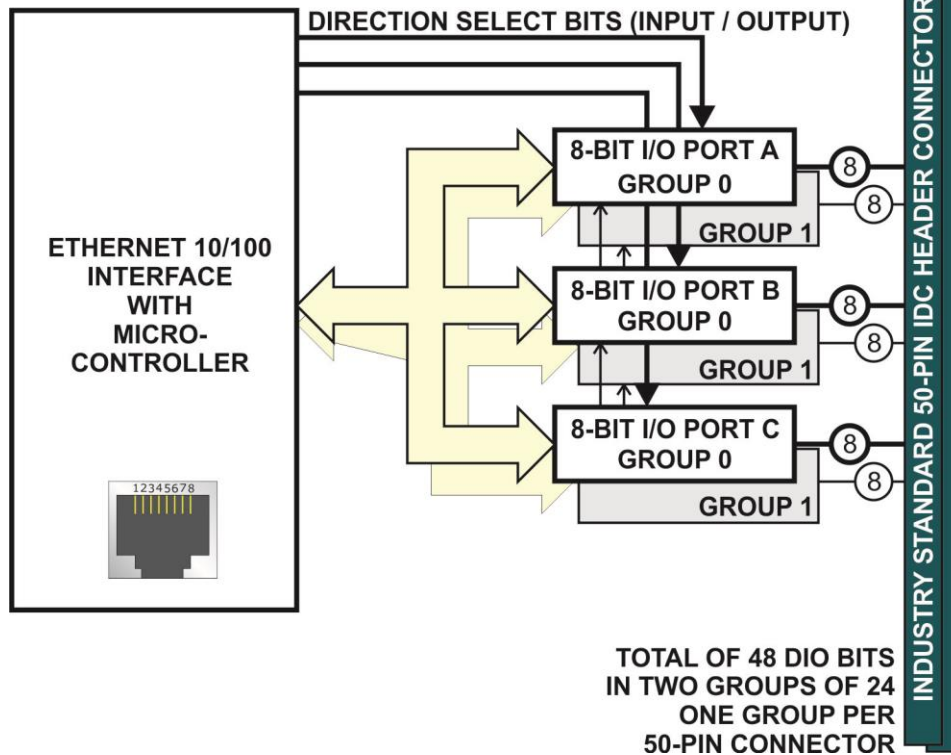 DIRECTION SELECT BITS (INPUT / OUTPUT)
ETHERNET 10/100
INTERFACE
WITH
MICRO-
CONTROLLER
12345678
8-BIT I/O PORT A
GROUP 0
GROUP 1
8
8
8-BIT I/O PORT B
GROUP 0
GROUP 1
8
8
8-BIT I/O PORT C
GROUP 0
GROUP 1
8
8
INDUSTRY STANDARD 50-PIN IDC HEADER CONNECTOR
TOTAL OF 48 DIO BITS
IN TWO GROUPS OF 24
ONE GROUP PER
50-PIN CONNECTOR